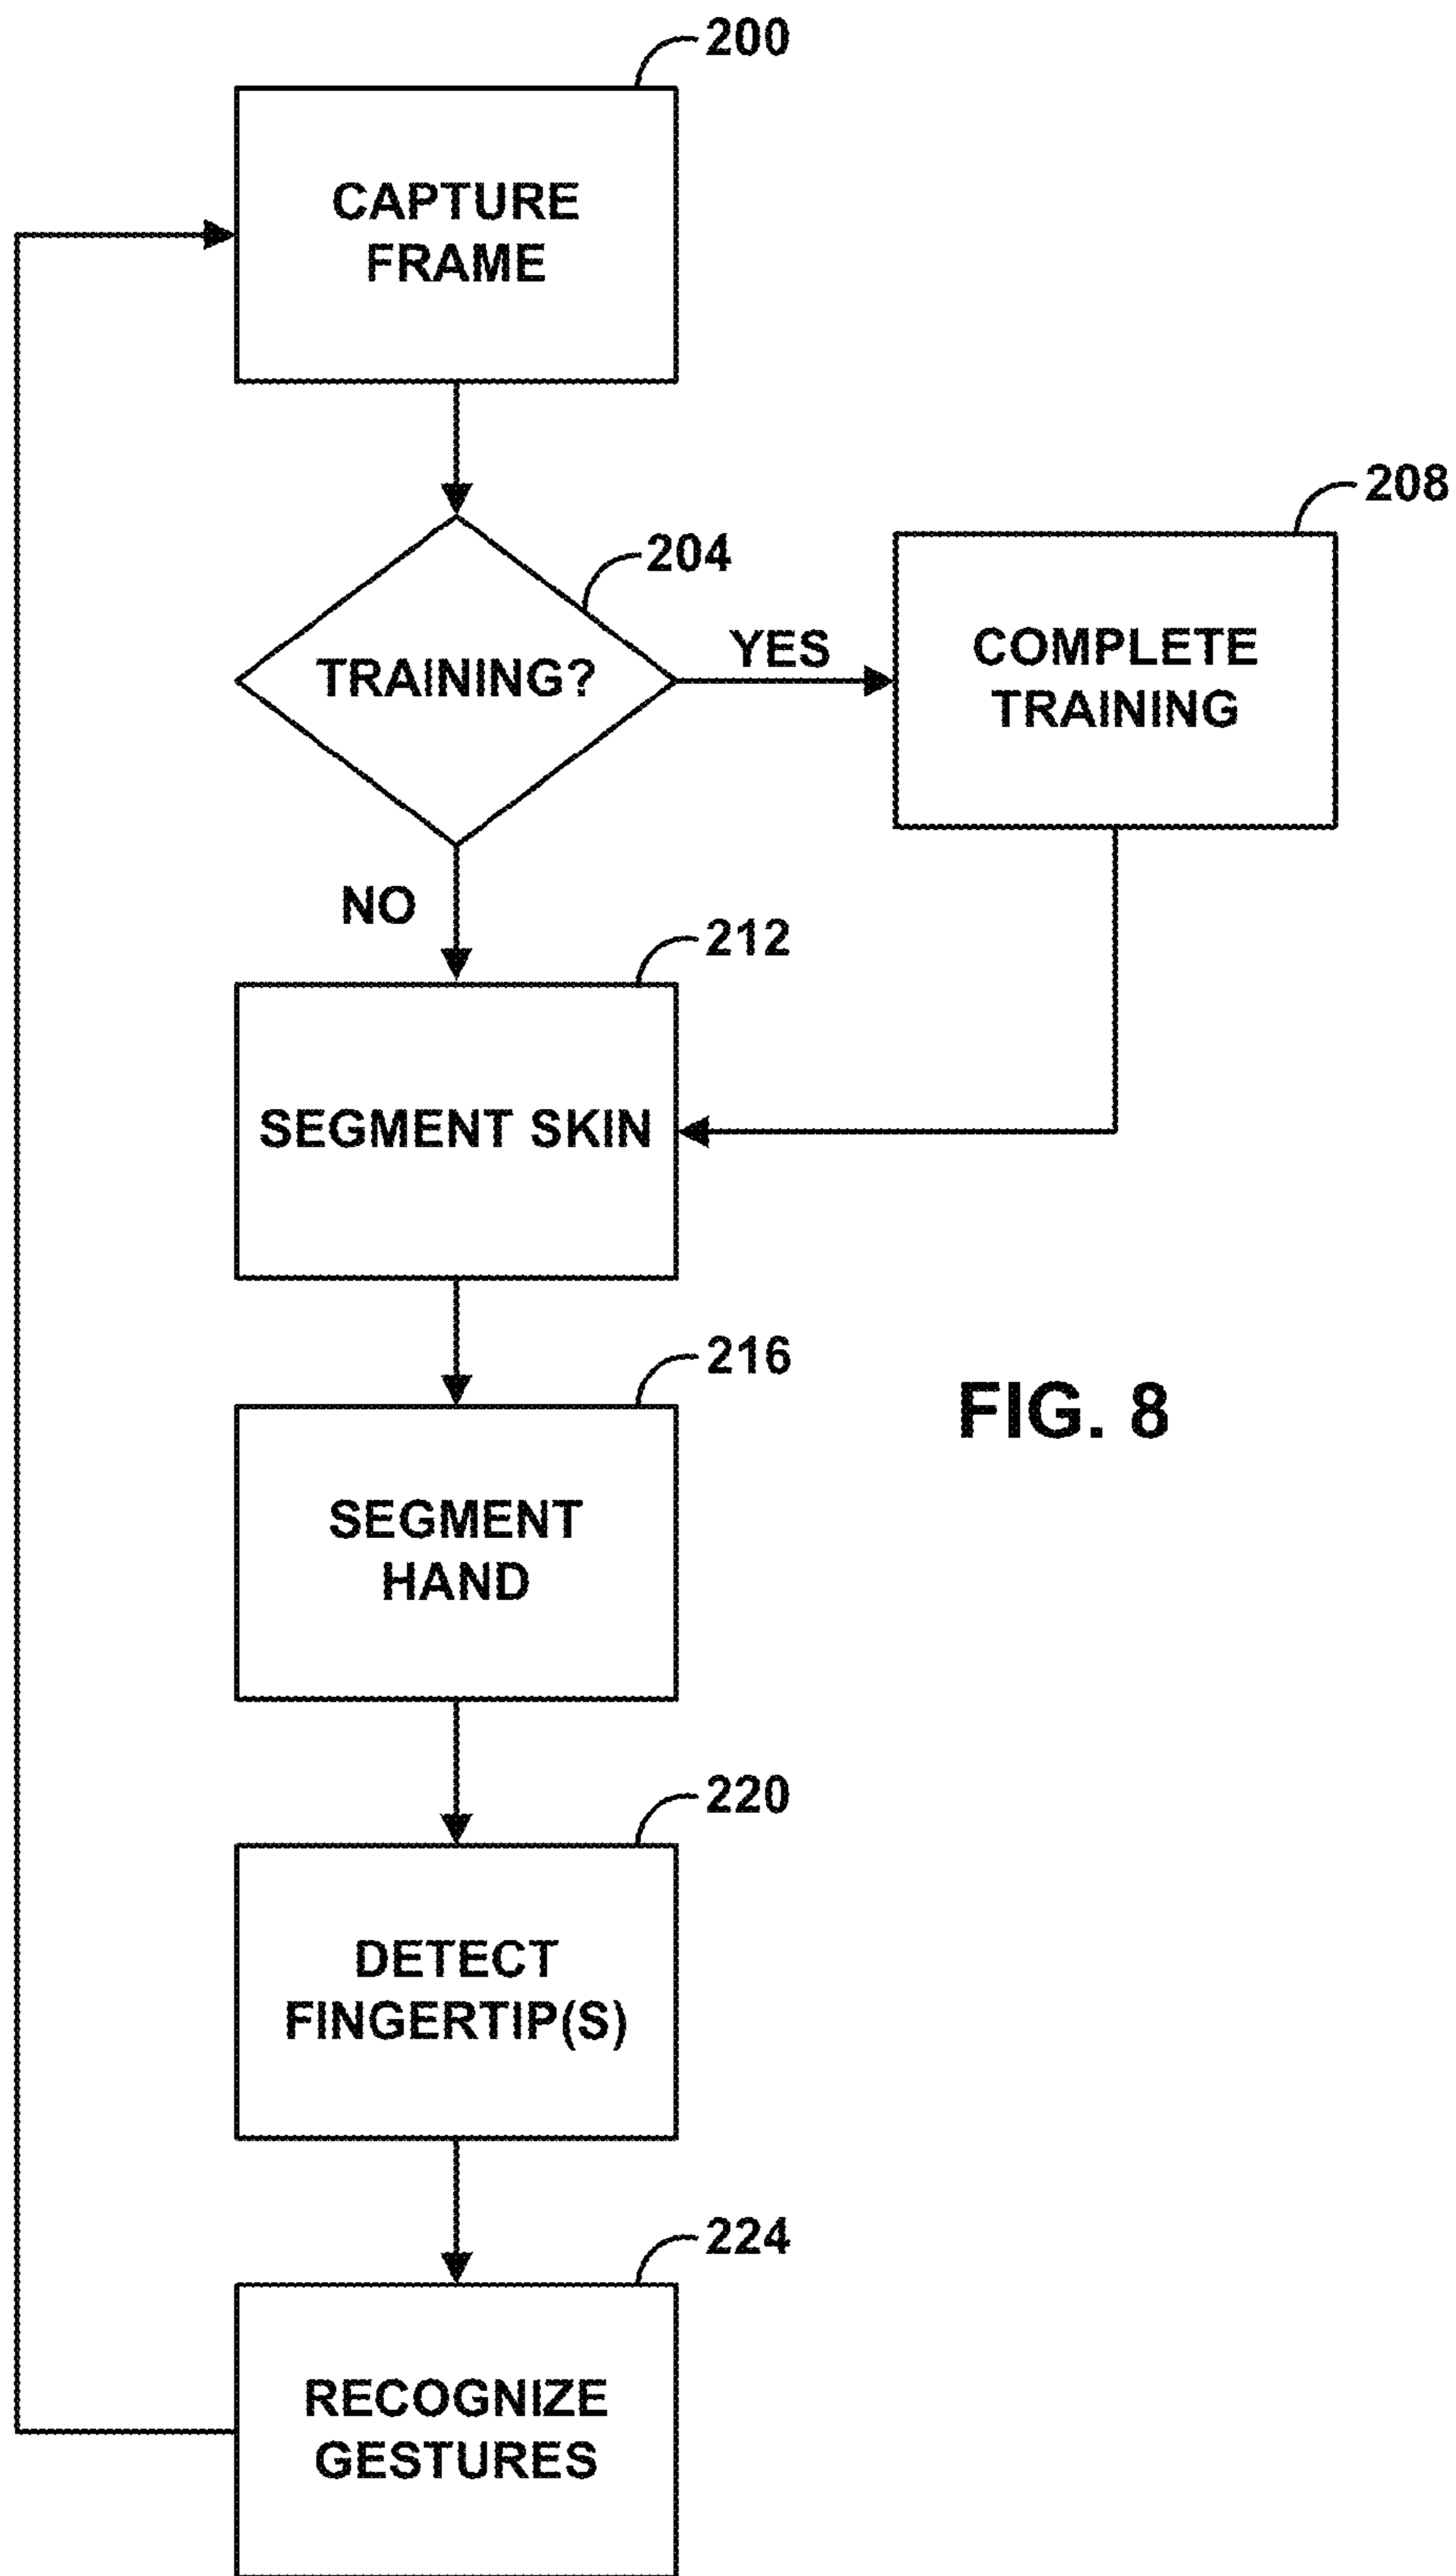 200
CAPTURE
FRAME
204
TRAINING?
YES
208
COMPLETE
TRAINING
NO
212
SEGMENT SKIN
216
SEGMENT
HAND
FIG. 8
220
DETECT
FINGERTIP(S)
224
RECOGNIZE
GESTURES